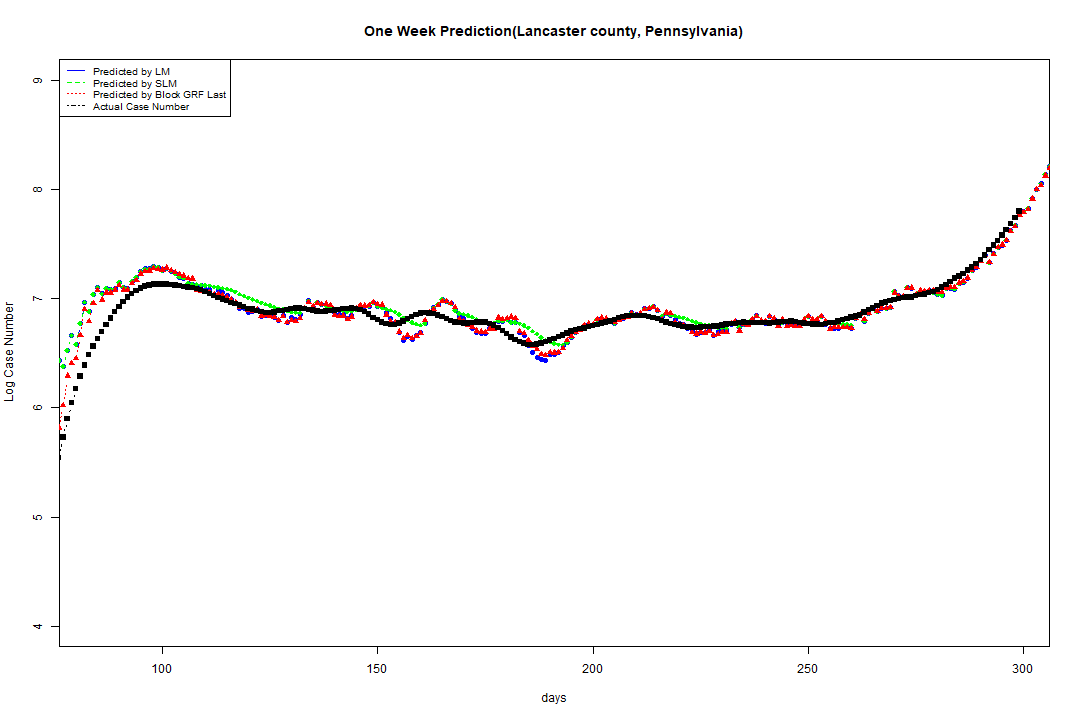 One Week Prediction(Lancaster county, Pennsylvania)
Predicted by LM
Predicted by SLM
Predicted by Block GRF Last
Actual Case Number
Log Case Number
9
8
7
6
5
4
100 150 200 250 300
days